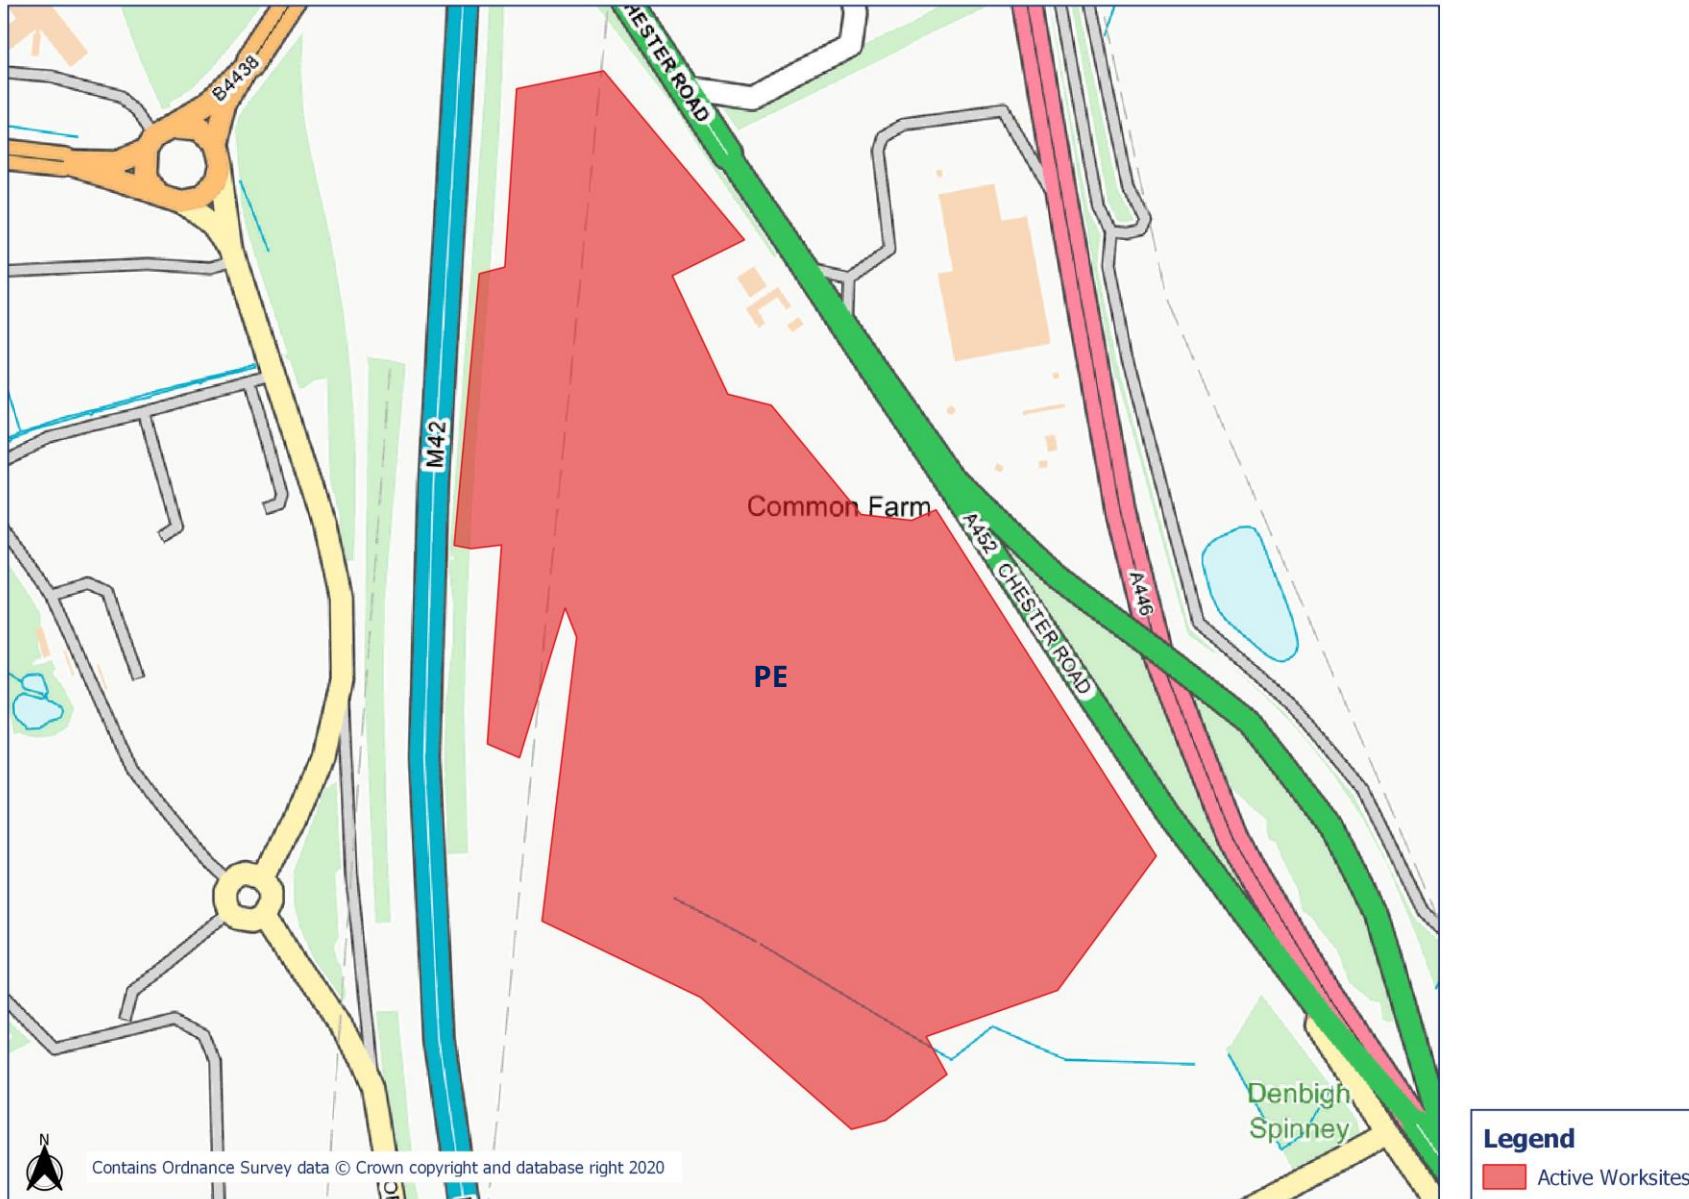 B4438
CHESTER ROAD
M42
Common Farm
A452 CHESTER ROAD
A446
PE
Denbigh
Spinney
N
Contains Ordnance Survey data © Crown copyright and database right 2020
Legend
Active Worksites